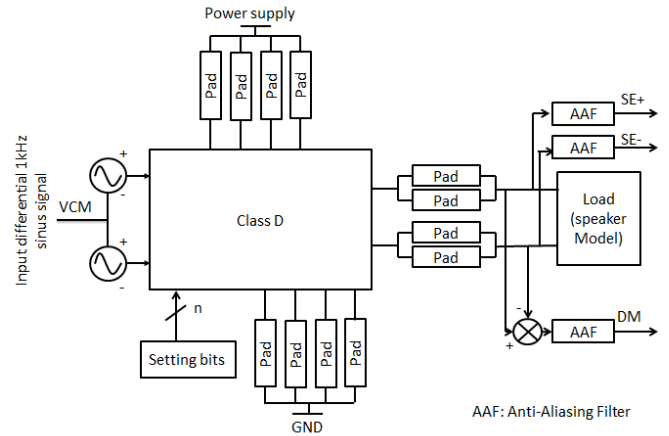 Power supply
Pad
Pad
Pad
Pad
Input differential 1kHz
sinus signal
VCM
+
-
+
-
Class D
Pad
Pad
Pad
Pad
AAF
SE+
AAF
SE-
Load
(speaker
Model)
-
+
AAF
DM
n
Setting bits
Pad
Pad
Pad
Pad
GND
AAF: Anti-Aliasing Filter